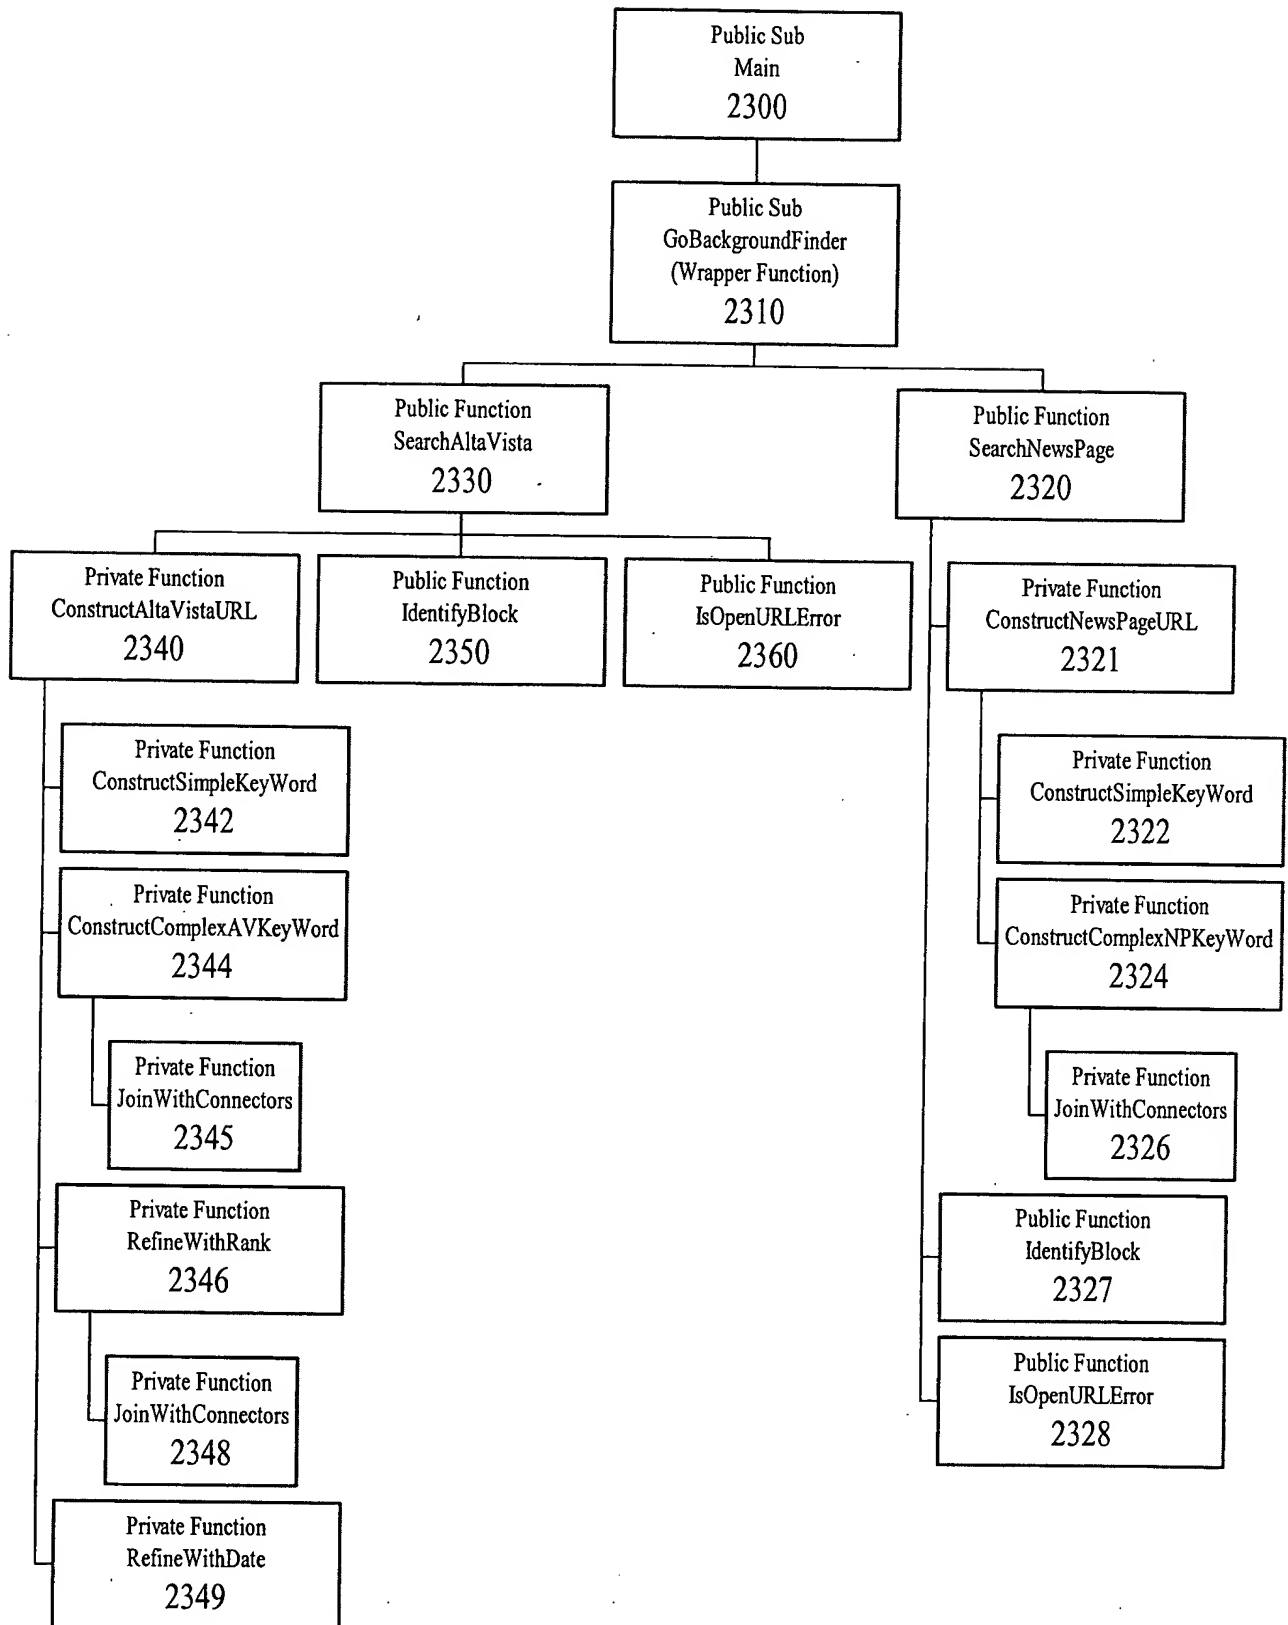 Public Sub
Main
2300
Public Sub
GoBackgroundFinder
(Wrapper Function)
2310
Public Function
SearchAltaVista
2330
Public Function
SearchNewsPage
2320
Private Function
ConstructAltaVistaURL
2340
Public Function
IdentifyBlock
2350
Public Function
IsOpenURLError
2360
Private Function
ConstructNewsPageURL
2321
Private Function
ConstructSimpleKeyWord
2342
Private Function
ConstructSimpleKeyWord
2322
Private Function
ConstructComplexAVKeyWord
2344
Private Function
ConstructComplexNPKeyWord
2324
Private Function
JoinWithConnectors
2345
Private Function
JoinWithConnectors
2326
Private Function
RefineWithRank
2346
Public Function
IdentifyBlock
2327
Private Function
JoinWithConnectors
2348
Public Function
IsOpenURLError
2328
Private Function
RefineWithDate
2349